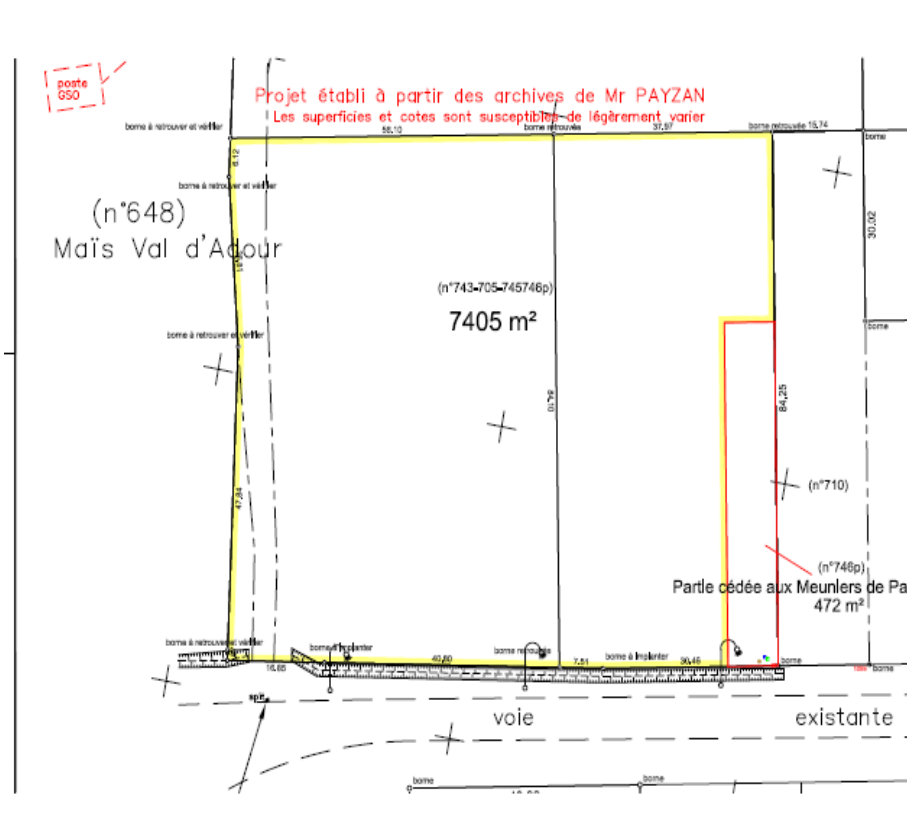 poste
GSO
Projet établi à partir des archives de Mr PAYZAN
Les superficies et cotes sont susceptibles de légèrement varier
borne à retrouver et vérifier
borne retrouvée
37,97
borne retrouvée
15,74
borne
6,12
borne à retrouver et vérifier
(n°648)
Maïs Val d'Adour
30,02
(n°743-705-745746p)
7405 m²
borne
borne à retrouver et vérifier
84,10
84,25
47,84
(n°710)
(n°746p)
Partie cédée aux Meuniers de Pa
472 m²
borne à retrouver et vérifier
borne à implanter
borne retrouvée
borne à implanter
borne
borne
16,65
40,80
7,51
30,46
voie
existante
borne
borne